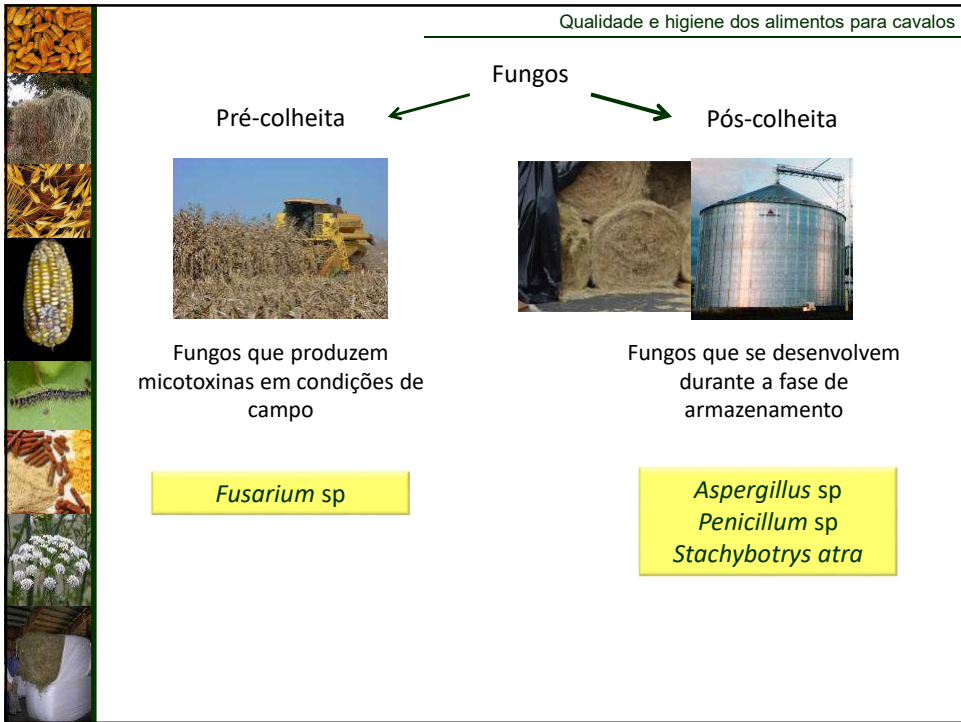 Qualidade e higiene dos alimentos para cavalos
Fungos
Pré-colheita
Pós-colheita
Fungos que produzem
micotoxinas em condições de
campo
Fungos que se desenvolvem
durante a fase de
armazenamento
Fusarium sp
Aspergillus sp
Penicillum sp
Stachybotrys atra